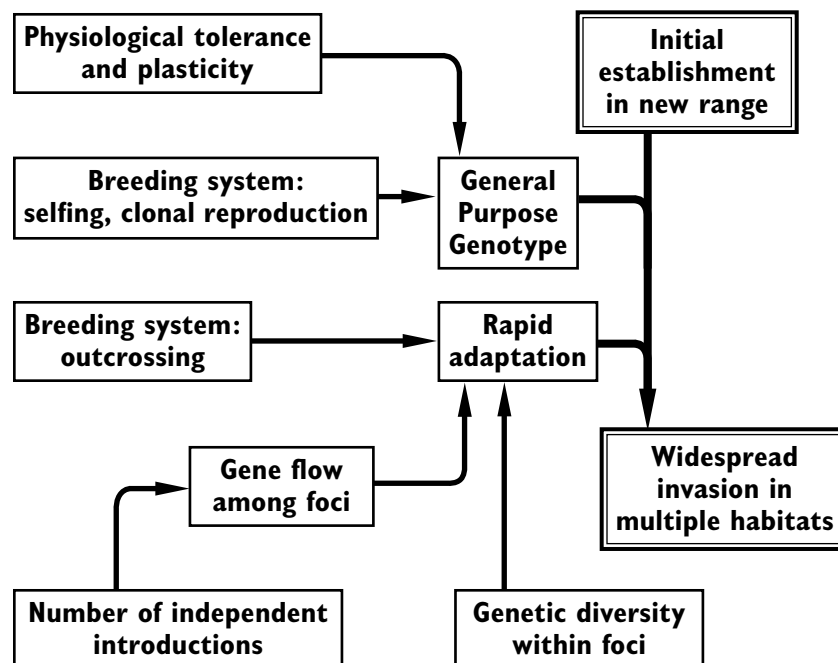 Physiological tolerance
and plasticity
Initial
establishment
in new range
Breeding system:
selfing, clonal reproduction
General
Purpose
Genotype
Breeding system:
outcrossing
Rapid
adaptation
Gene flow
among foci
Widespread
invasion in
multiple habitats
Number of independent
introductions
Genetic diversity
within foci